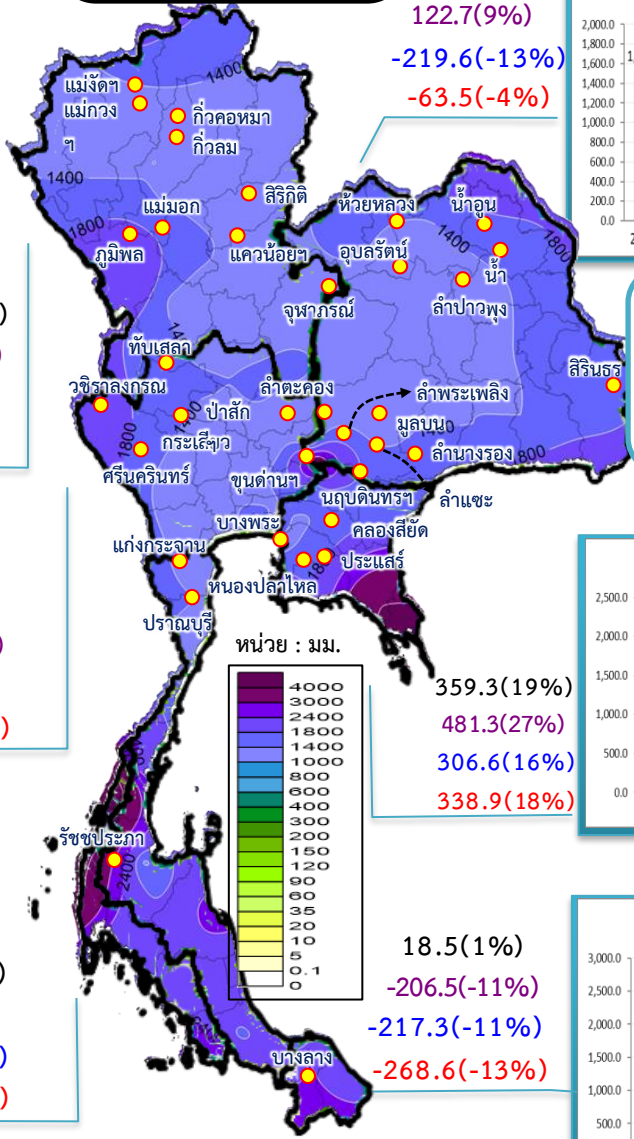 122.7(9%)
-219.6(-13%)
-63.5(-4%)
2,000.0
1,800.0
1,600.0
1,400.0
1,200.0
1,000.0
800.0
600.0
400.0
200.0
0.0
1400
แม่งัดฯ
แม่กวง
ฯ
กิ่วคอหมา
กิ่วลม
1400
สิริกิติ์
แม่มอก
1800
ภูมิพล
แควน้อยฯ
ห้วยหลวง
น้ำอูน
1400
1800
อุบลรัตน์
น้ำ
ลำปาวพุง
จุฬาภรณ์
ทับเสลา
สิรินธร
วชิราลงกรณ
ลำตะคอง
ลำพระเพลิง
ป่าสัก
1400
มูลบน
1800
กระเสียว
ลำนางรอง
800
ศรีนครินทร์
ขุนด่านฯ
นฤบดินทรฯ
ลำแซะ
บางพระ
คลองสียัด
แก่งกระจาน
ประแสร์
หนองปลาไหล
ปราณบุรี
หน่วย : มม.
4000
3000
2400
1800
1400
1000
800
600
400
300
200
150
120
90
60
35
20
10
5
0.1
0
359.3(19%)
481.3(27%)
306.6(16%)
338.9(18%)
2,500.0
2,000.0
1,500.0
1,000.0
500.0
0.0
รัชชประภา
2400
18.5(1%)
-206.5(-11%)
-217.3(-11%)
-268.6(-13%)
บางลาง
3,000.0
2,500.0
2,000.0
1,500.0
1,000.0
500.0